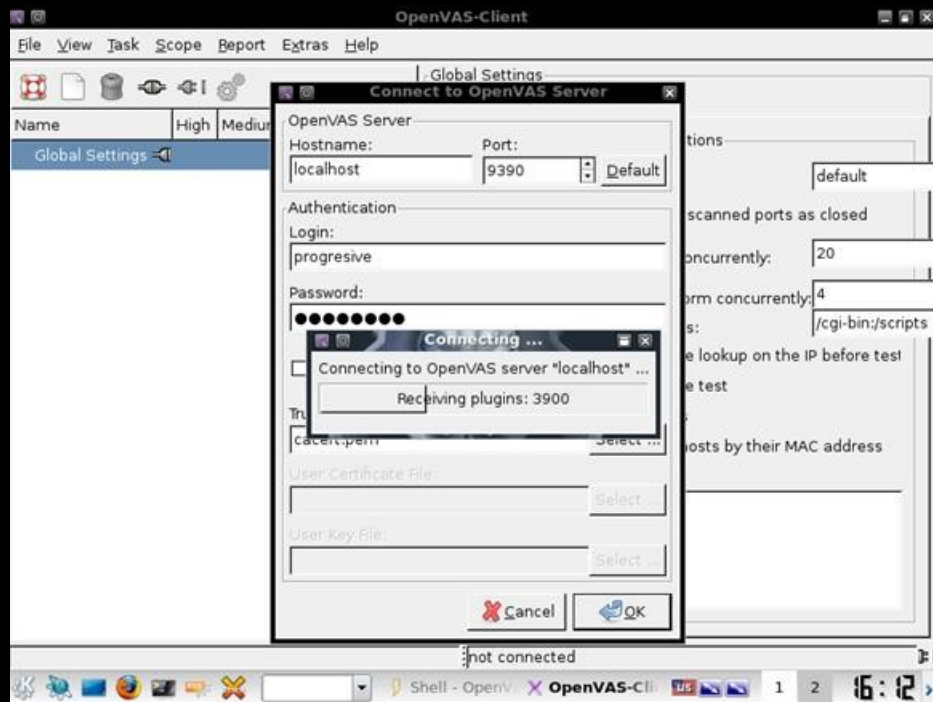 OpenVAS-Client
File View Task Scope Report Extras Help
Global Settings
Connect to OpenVAS Server
Name High Mediur
OpenVAS Server
Hostname: Port:
localhost 9390 Default
Global Settings
tions
default
Authentication
Login:
scanned ports as closed
progresive
oncurrently: 20
Password:
orm concurrently: 4
s: /cgi-bin:/scripts
Connecting ...
e lookup on the IP before test
Connecting to OpenVAS server "localhost" ...
e test
Receiving plugins: 3900
Tru
s
cacert.pem Select ...
osts by their MAC address
User Certificate File:
Select ...
User Key File:
Select ...
Cancel OK
not connected
Shell - OpenV OpenVAS-Cli US 1 2 16:12